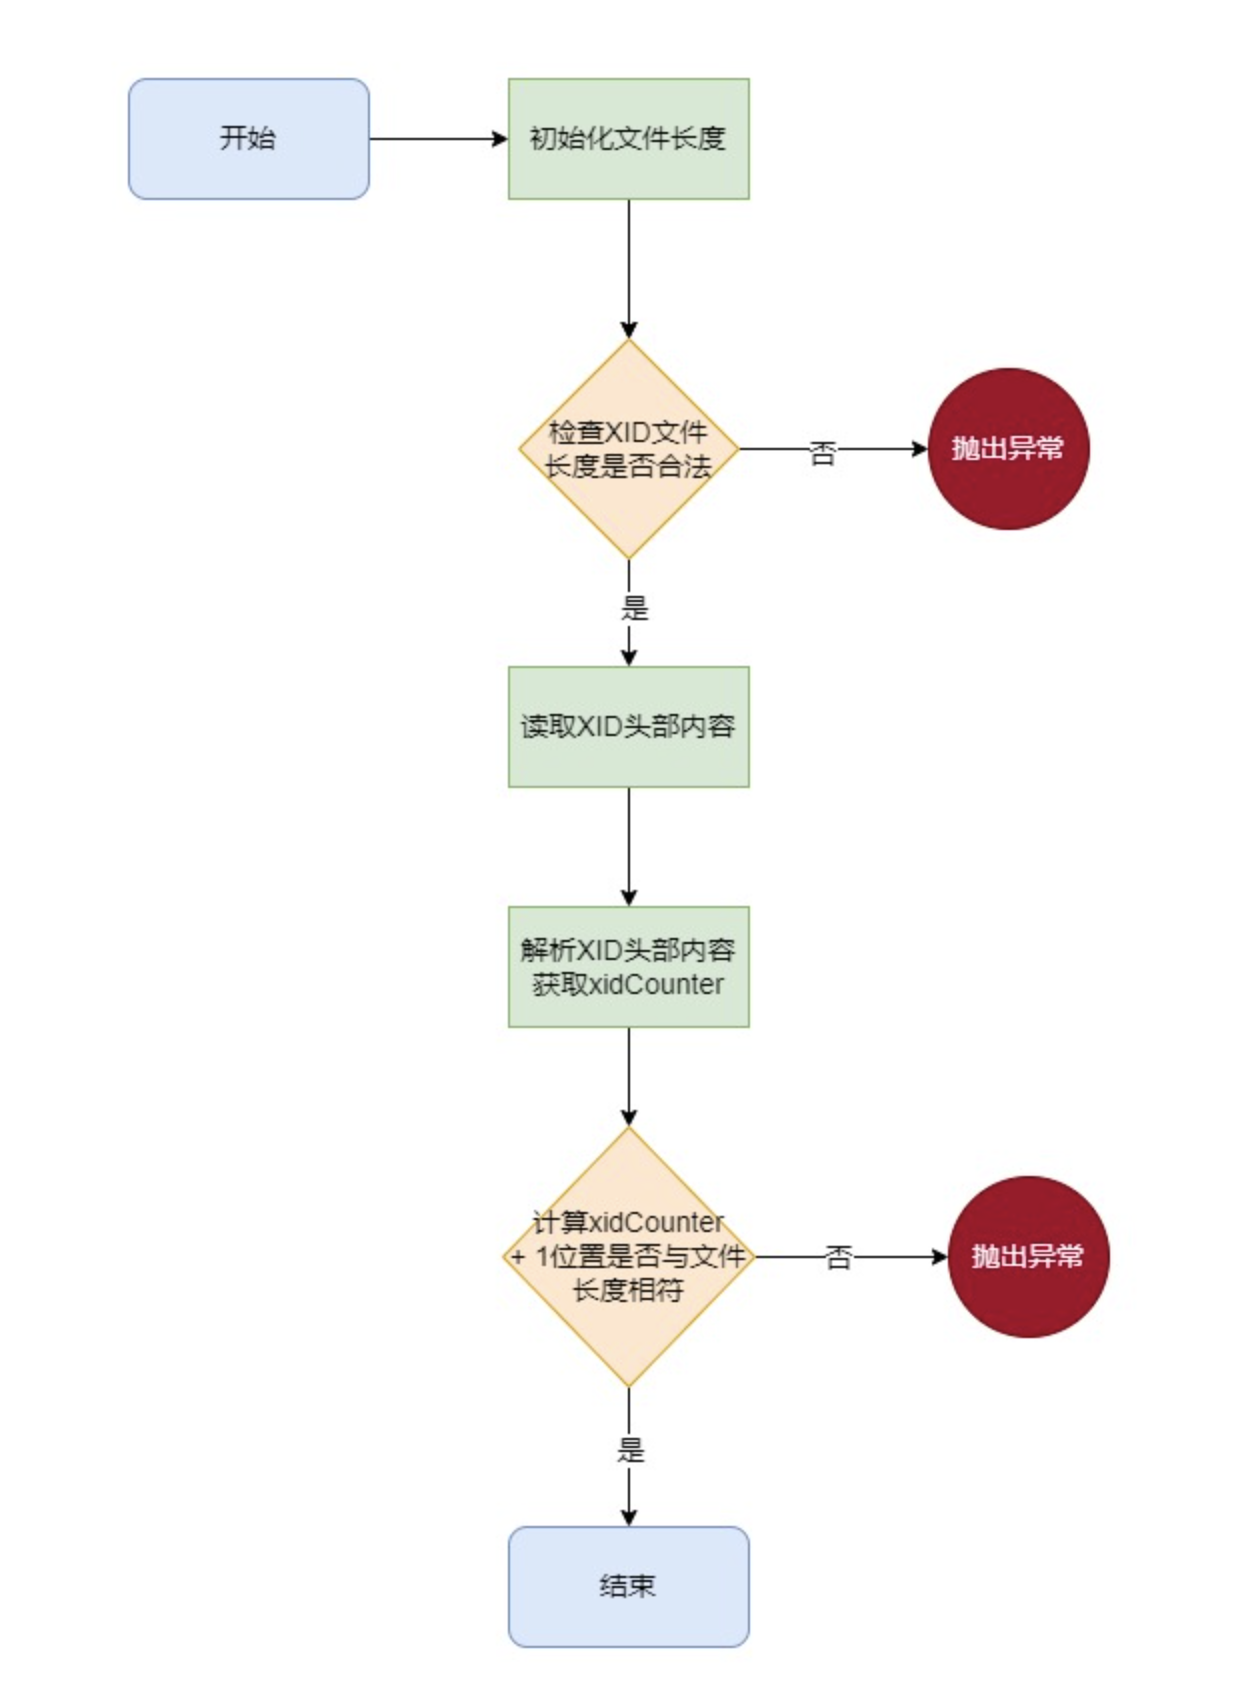 开始
初始化文件长度
检查XID文件
长度是否合法
否
抛出异常
是
读取XID头部内容
解析XID头部内容
获取xidCounter
计算xidCounter
+ 1位置是否与文件
长度相符
否
抛出异常
是
结束